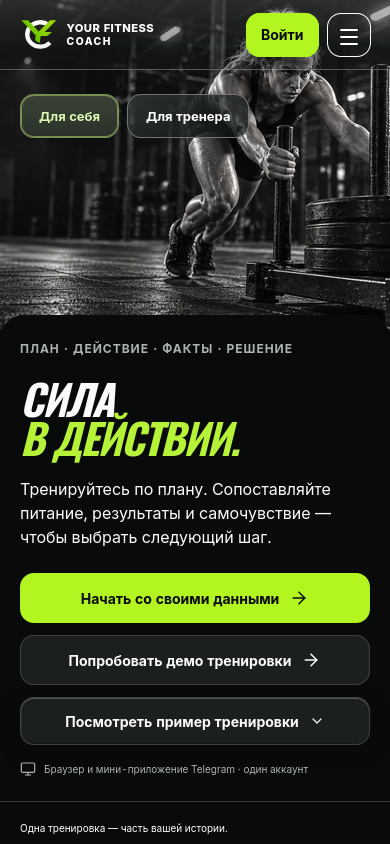 YOUR FITNESS
COACH
Войти
Для себя
Для тренера
ПЛАН · ДЕЙСТВИЕ · ФАКТЫ · РЕШЕНИЕ
СИЛА
В ДЕЙСТВИИ.
Тренируйтесь по плану. Сопоставляйте
питание, результаты и самочувствие —
чтобы выбрать следующий шаг.
Начать со своими данными
Попробовать демо тренировки
Посмотреть пример тренировки
Браузер и мини-приложение Telegram · один аккаунт
Одна тренировка — часть вашей истории.